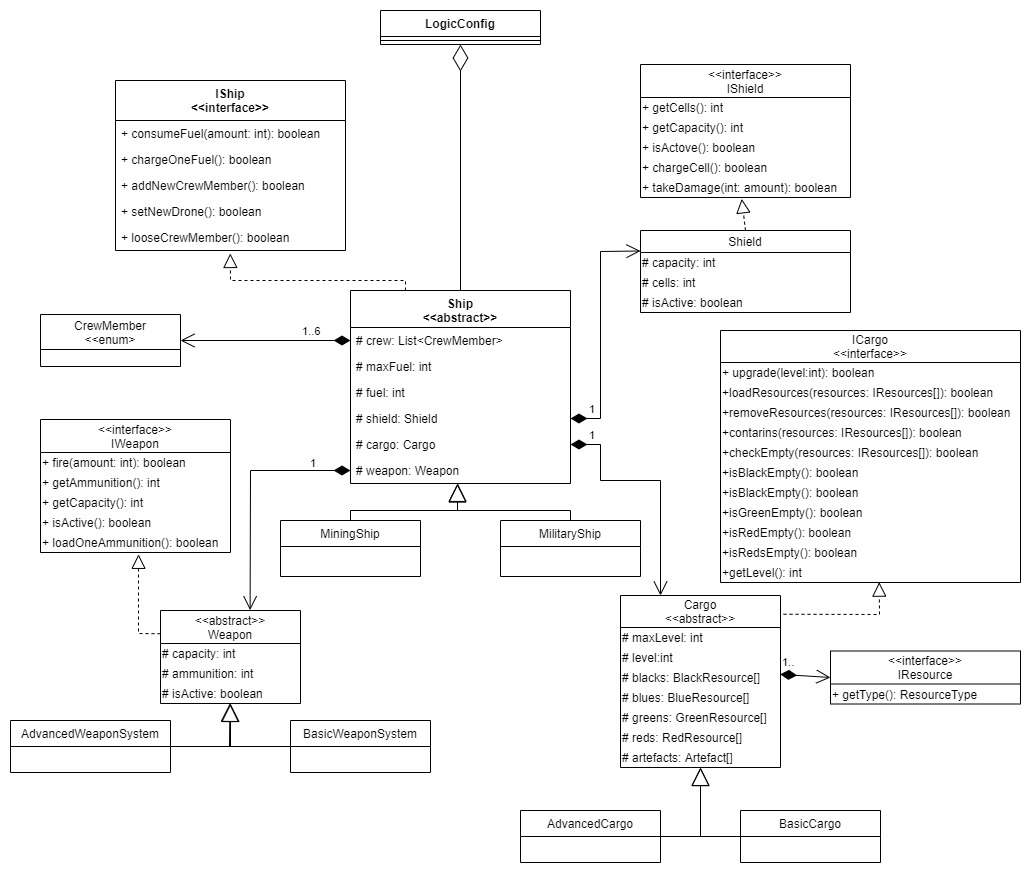 LogicConfig
IShip
<<interface>>
+ consumeFuel(amount: int): boolean
+ chargeOneFuel(): boolean
+ addNewCrewMember(): boolean
+ setNewDrone(): boolean
+ looseCrewMember(): boolean
<<interface>>
IShield
+ getCells(): int
+ getCapacity(): int
+ isActove(): boolean
+ chargeCell(): boolean
+ takeDamage(int: amount): boolean
Shield
# capacity: int
# cells: int
# isActive: boolean
CrewMember
<<enum>>
1..6
Ship
<<abstract>>
# crew: List<CrewMember>
# maxFuel: int
# fuel: int
# shield: Shield
# cargo: Cargo
# weapon: Weapon
1
1
1
ICargo
<<interface>>
+ upgrade(level:int): boolean
+loadResources(resources: IResources[]): boolean
+removeResources(resources: IResources[]): boolean
+contarins(resources: IResources[]): boolean
+checkEmpty(resources: IResources[]): boolean
+isBlackEmpty(): boolean
+isBlackEmpty(): boolean
+isGreenEmpty(): boolean
+isRedEmpty(): boolean
+isRedsEmpty(): boolean
+getLevel(): int
<<interface>>
IWeapon
+ fire(amount: int): boolean
+ getAmmunition(): int
+ getCapacity(): int
+ isActive(): boolean
+ loadOneAmmunition(): boolean
MiningShip
MilitaryShip
<<abstract>>
Weapon
# capacity: int
# ammunition: int
# isActive: boolean
AdvancedWeaponSystem
BasicWeaponSystem
Cargo
<<abstract>>
# maxLevel: int
# level:int
# blacks: BlackResource[]
# blues: BlueResource[]
# greens: GreenResource[]
# reds: RedResource[]
# artefacts: Artefact[]
1..
<<interface>>
IResource
+ getType(): ResourceType
AdvancedCargo
BasicCargo